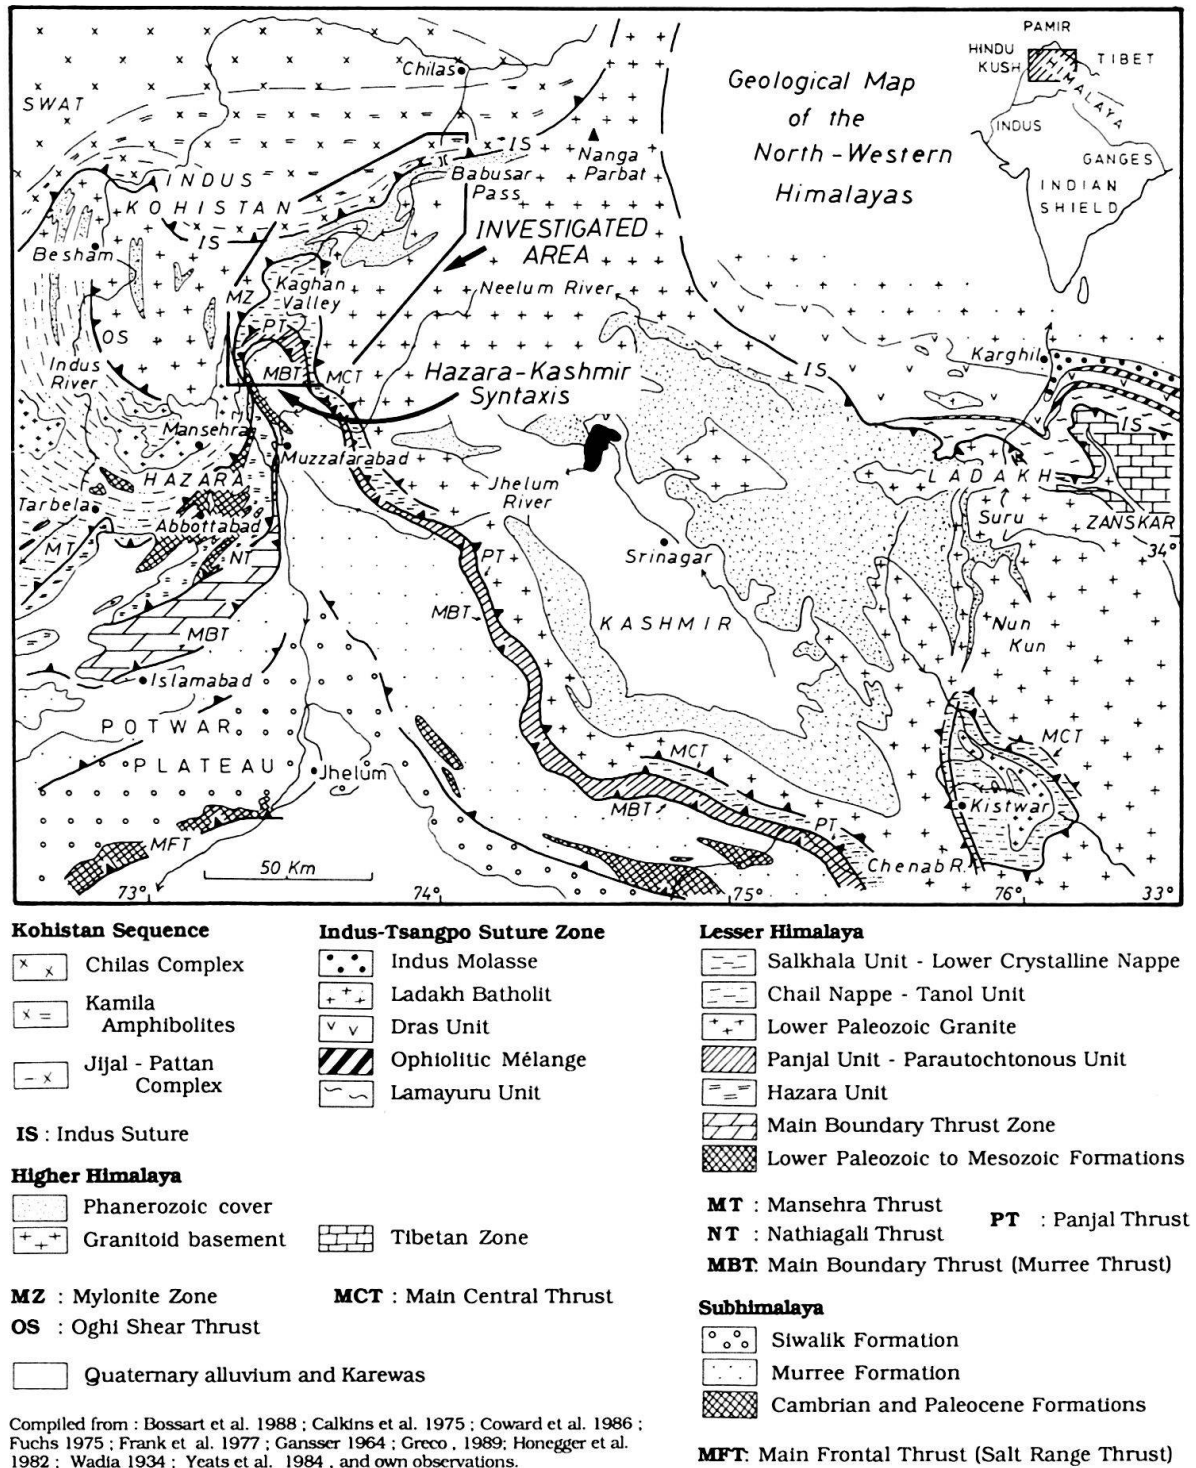 Geological Map
of the
North-Western
Himalayas
PAMIR
HINDU
KUSH
TIBET
HIMALAYA
INDUS
GANGES
INDIAN
SHIELD
Chilas
SWAT
IS
Nanga
Parbat
Babusar
Pass
INDUS
KOHISTAN
IS
Besham
INVESTIGATED
AREA
Kaghan
Valley
MZ
Neelum River
PT
OS
Indus
River
MBT
MCT
Hazara-Kashmir
Syntaxis
IS
Karghil
Mansehra
Muzzafarabad
IS
HAZARA
LADAKH
Jhelum
River
Tarbela
Abbottabad
Suru
ZANSKAR
34°
MT
NT
Srinagar
PT
MBT
KASHMIR
Nun
Kun
MBT
Islamabad
POTWAR
PLATEAU
MCT
MCT
Jhelum
Kistwar
MBT
PT
MFT
Chenab R.
50 Km
73°
74°
75°
76°
33°
Kohistan Sequence
Chilas Complex
Kamila
Amphibolites
Jijal - Pattan
Complex
IS : Indus Suture
Indus-Tsangpo Suture Zone
Indus Molasse
Ladakh Batholit
Dras Unit
Ophiolitic Mélange
Lamayuru Unit
Higher Himalaya
Phanerozoic cover
Granitoid basement
Tibetan Zone
MZ : Mylonite Zone
MCT : Main Central Thrust
OS : Oghi Shear Thrust
Quaternary alluvium and Karewas
Lesser Himalaya
Salkhala Unit - Lower Crystalline Nappe
Chail Nappe - Tanol Unit
Lower Paleozoic Granite
Panjal Unit - Parautochtonous Unit
Hazara Unit
Main Boundary Thrust Zone
Lower Paleozoic to Mesozoic Formations
MT : Mansehra Thrust
PT : Panjal Thrust
NT : Nathiagali Thrust
MBT: Main Boundary Thrust (Murree Thrust)
Subhimalaya
Siwalik Formation
Murree Formation
Cambrian and Paleocene Formations
MFT: Main Frontal Thrust (Salt Range Thrust)
Compiled from : Bossart et al. 1988 ; Calkins et al. 1975 ; Coward et al. 1986 ;
Fuchs 1975 ; Frank et al. 1977 ; Gansser 1964 ; Greco , 1989; Honegger et al.
1982 ; Wadia 1934 ; Yeats et al. 1984 , and own observations.